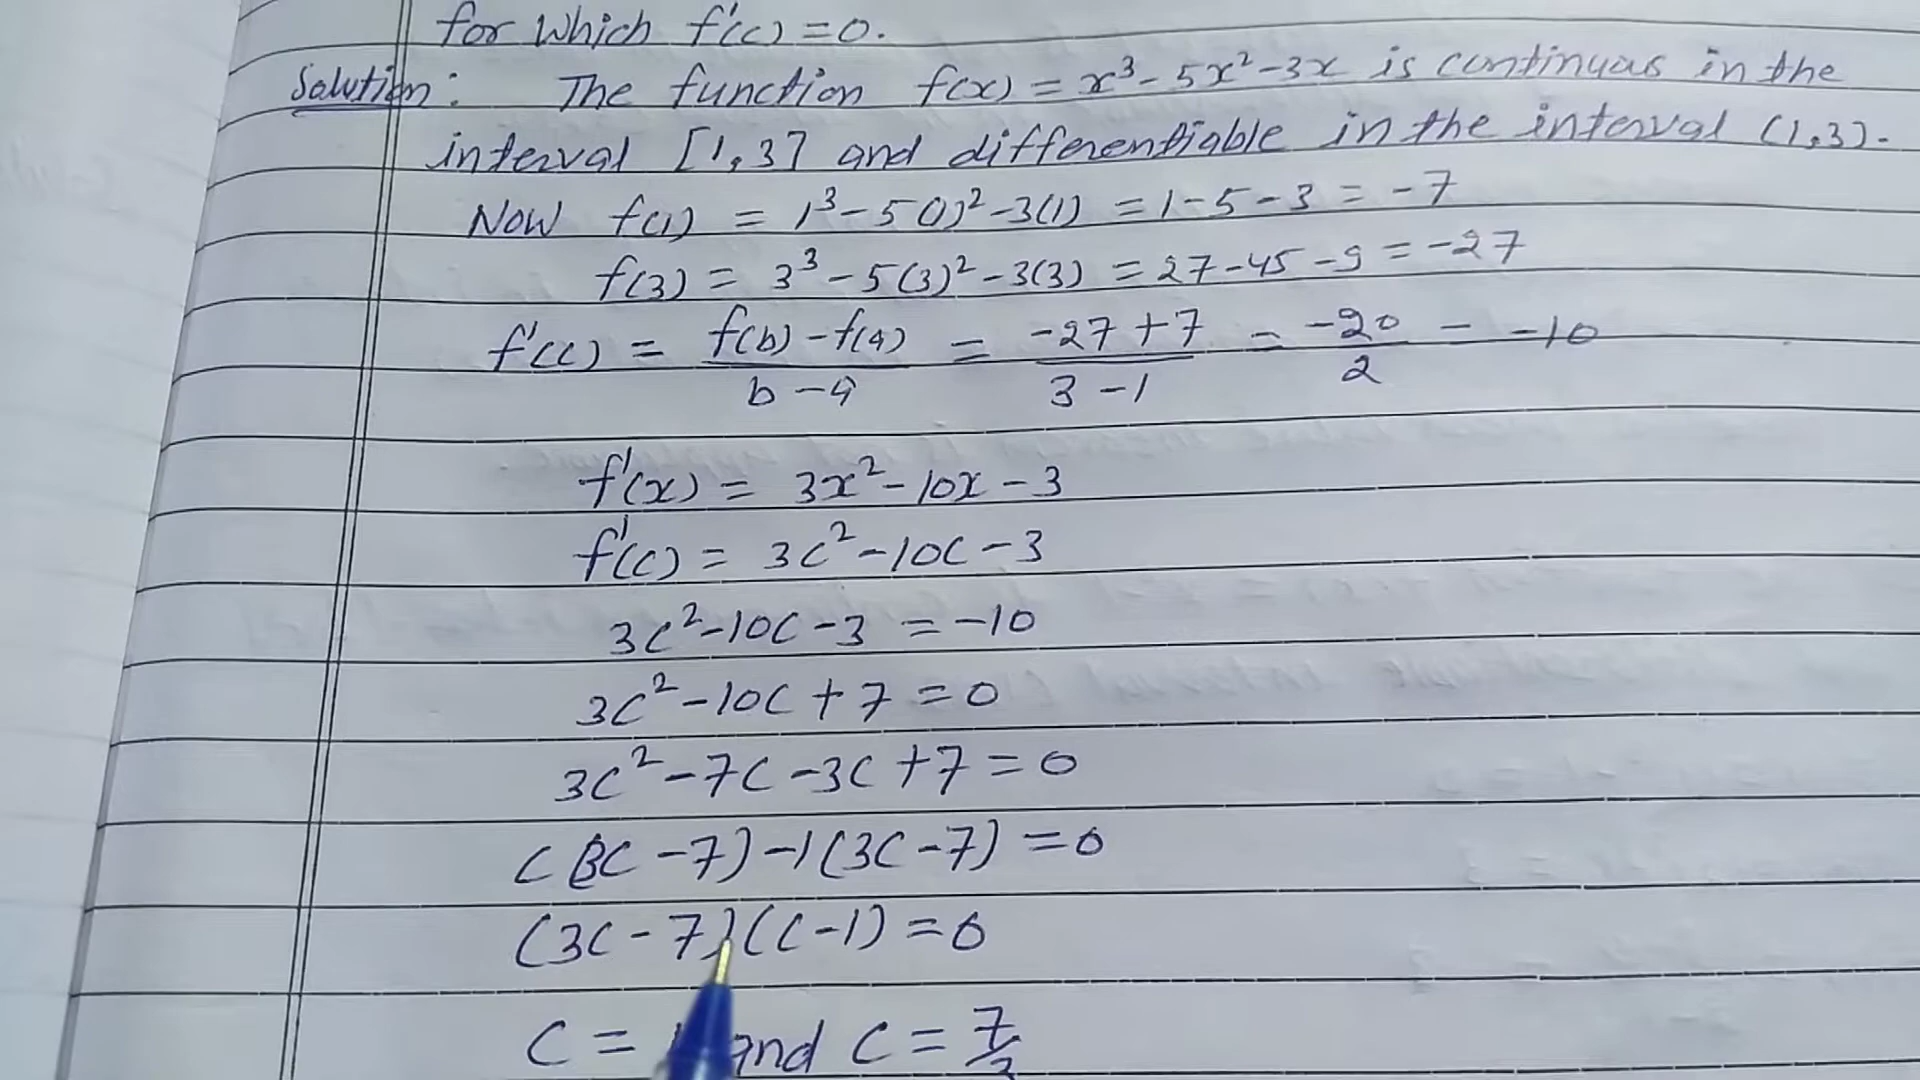 for which f'(c) = 0.
Solution: The function f(x) = x³ - 5x² - 3x is continuas in the
interval [1, 3] and differentiable in the interval (1, 3).
Now f(1) = 1³ - 5(1)² - 3(1) = 1 - 5 - 3 = -7
f(3) = 3³ - 5(3)² - 3(3) = 27 - 45 - 9 = -27
f'(c) = f(b) - f(a) / b - a = -27 + 7 / 3 - 1 = -20 / 2 = -10
f'(x) = 3x² - 10x - 3
f'(c) = 3c² - 10c - 3
3c² - 10c - 3 = -10
3c² - 10c + 7 = 0
3c² - 7c - 3c + 7 = 0
c(3c - 7) - 1(3c - 7) = 0
(3c - 7)(c - 1) = 0
c = and c = 7/3